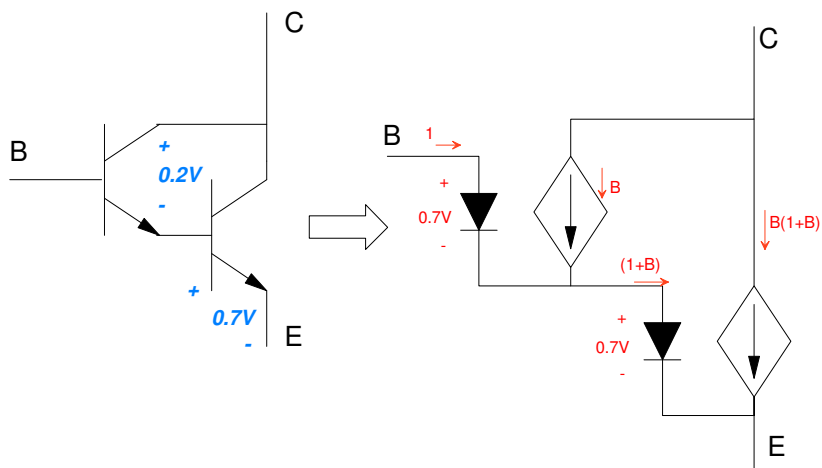 C
B
+
0.2V
-
+
0.7V
-
E
C
B
1
+
0.7V
-
B
B(1+B)
(1+B)
+
0.7V
-
E